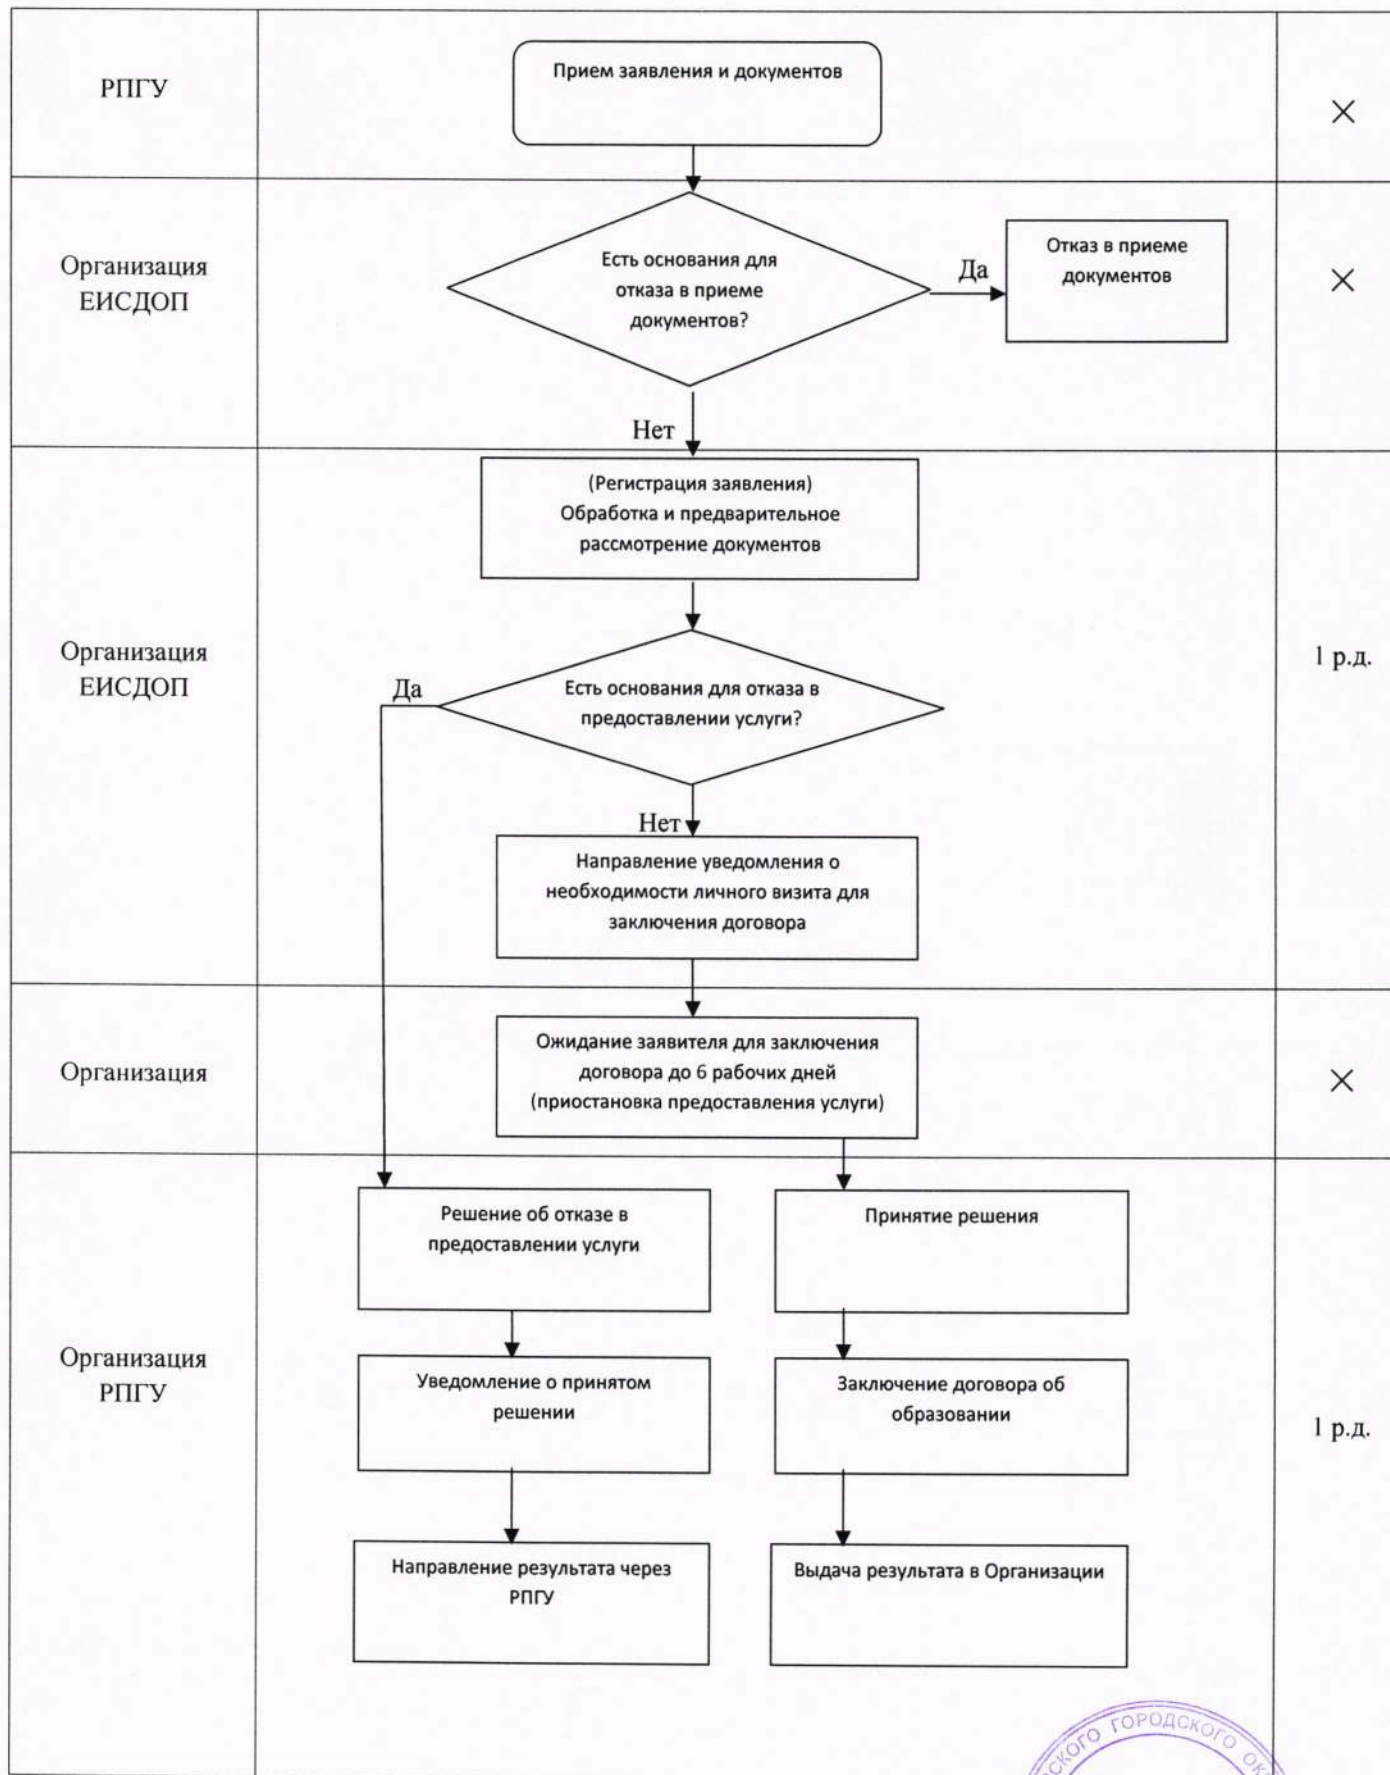 РПГУ
Прием заявления и документов
×
Организация
ЕИСДОП
Есть основания для
отказа в приеме
документов?
Да
Отказ в приеме
документов
×
Нет
(Регистрация заявления)
Обработка и предварительное
рассмотрение документов
Организация
ЕИСДОП
1 р.д.
Да
Есть основания для отказа в
предоставлении услуги?
Нет
Направление уведомления о
необходимости личного визита для
заключения договора
Организация
Ожидание заявителя для заключения
договора до 6 рабочих дней
(приостановка предоставления услуги)
×
Решение об отказе в
предоставлении услуги
Принятие решения
Организация
РПГУ
Уведомление о принятом
решении
Заключение договора об
образовании
1 р.д.
Направление результата через
РПГУ
Выдача результата в Организации
ГОРОДСКОГО